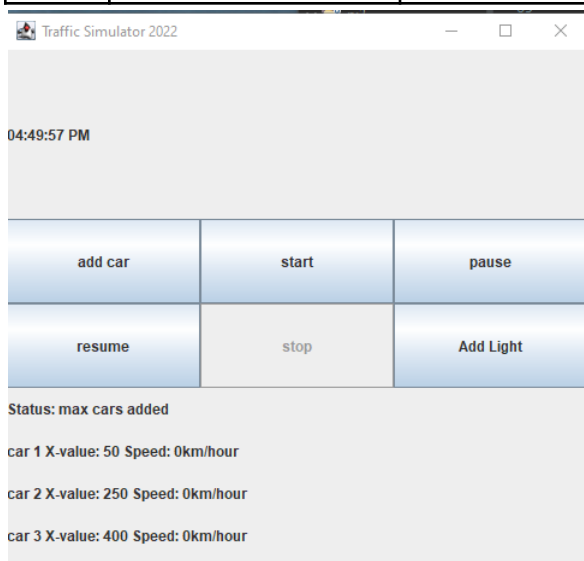 Traffic Simulator 2022
04:49:57 PM
add car start pause
resume stop Add Light
Status: max cars added
car 1 X-value: 50 Speed: 0km/hour
car 2 X-value: 250 Speed: 0km/hour
car 3 X-value: 400 Speed: 0km/hour